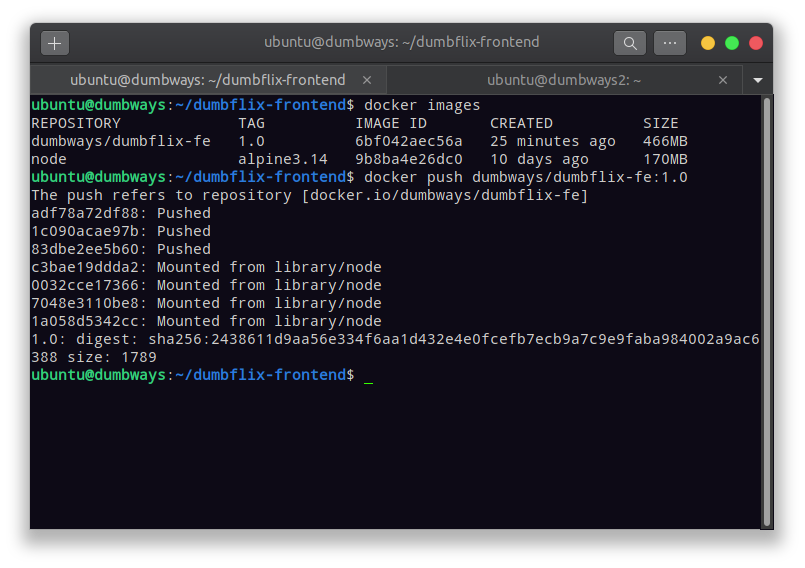 ubuntu@dumbways: ~/dumbflix-frontend
ubuntu@dumbways: ~/dumbflix-frontend × ubuntu@dumbways2: ~ ×
ubuntu@dumbways:~/dumbflix-frontend$ docker images
REPOSITORY             TAG          IMAGE ID       CREATED          SIZE
dumbways/dumbflix-fe   1.0          6bf042aec56a   25 minutes ago   466MB
node                   alpine3.14   9b8ba4e26dc0   10 days ago      170MB
ubuntu@dumbways:~/dumbflix-frontend$ docker push dumbways/dumbflix-fe:1.0
The push refers to repository [docker.io/dumbways/dumbflix-fe]
adf78a72df88: Pushed
1c090acae97b: Pushed
83dbe2ee5b60: Pushed
c3bae19ddda2: Mounted from library/node
0032cce17366: Mounted from library/node
7048e3110be8: Mounted from library/node
1a058d5342cc: Mounted from library/node
1.0: digest: sha256:2438611d9aa56e334f6aa1d432e4e0fcefb7ecb9a7c9e9faba984002a9ac6
388 size: 1789
ubuntu@dumbways:~/dumbflix-frontend$ _